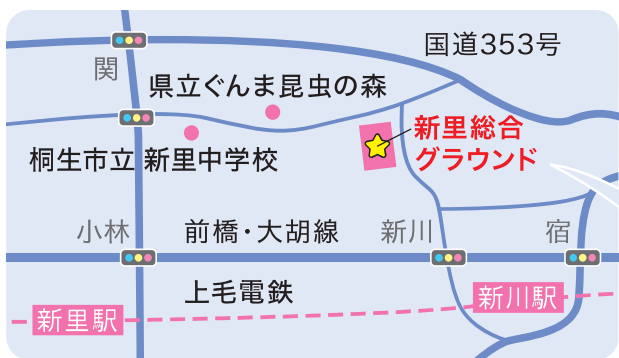 国道353号
関
県立ぐんま昆虫の森
新里総合
グラウンド
桐生市立 新里中学校
小林
前橋・大胡線
新川
宿
上毛電鉄
新川駅
新里駅